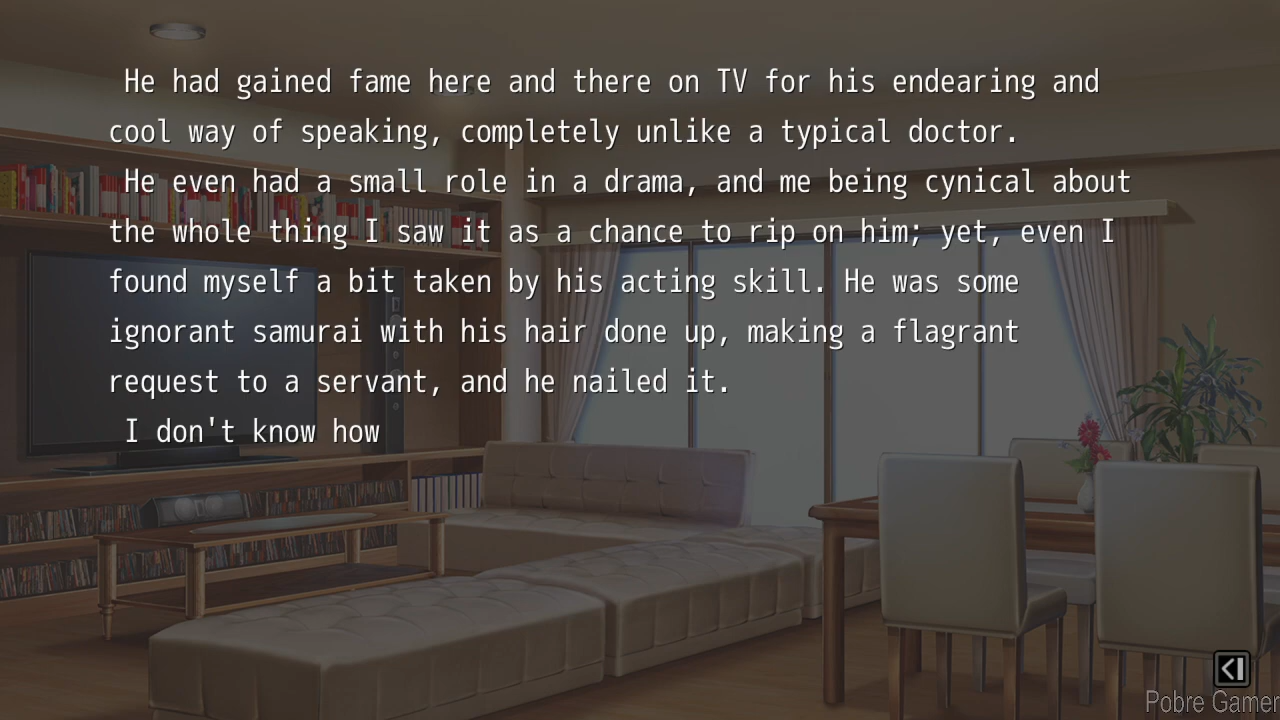 He had gained fame here and there on TV for his endearing and
cool way of speaking, completely unlike a typical doctor.
He even had a small role in a drama, and me being cynical about
the whole thing I saw it as a chance to rip on him; yet, even I
found myself a bit taken by his acting skill. He was some
ignorant samurai with his hair done up, making a flagrant
request to a servant, and he nailed it.
I don't know how
Pobre Gamer